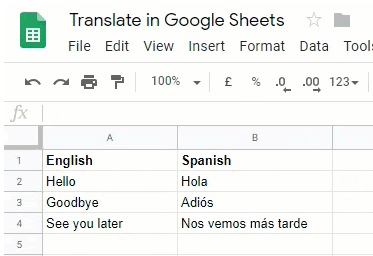 Translate in Google Sheets
File Edit View Insert Format Data Tools
100% £ % .0 .00 123
fx
A B
1 English Spanish
2 Hello Hola
3 Goodbye Adiós
4 See you later Nos vemos más tarde
5